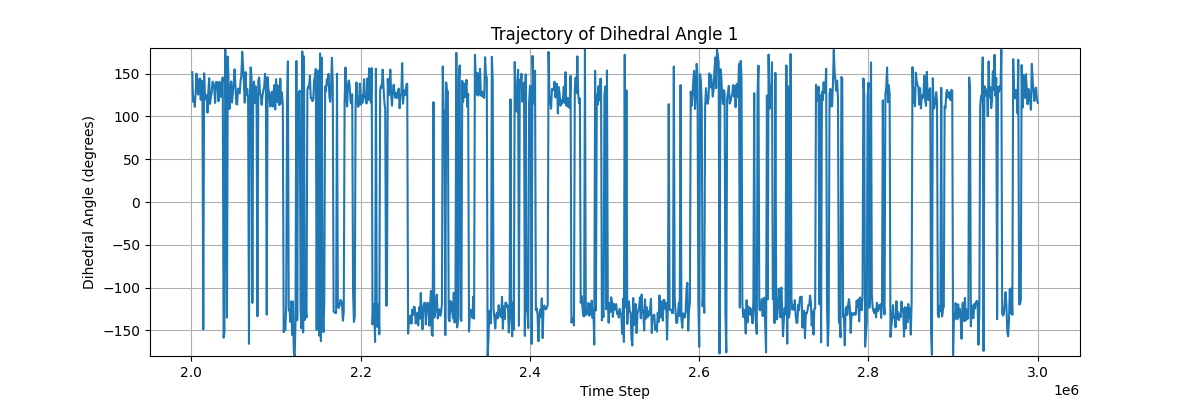 Trajectory of Dihedral Angle 1
Dihedral Angle (degrees)
150
100
50
0
−50
−100
−150
2.0 2.2 2.4 2.6 2.8 3.0
1e6
Time Step